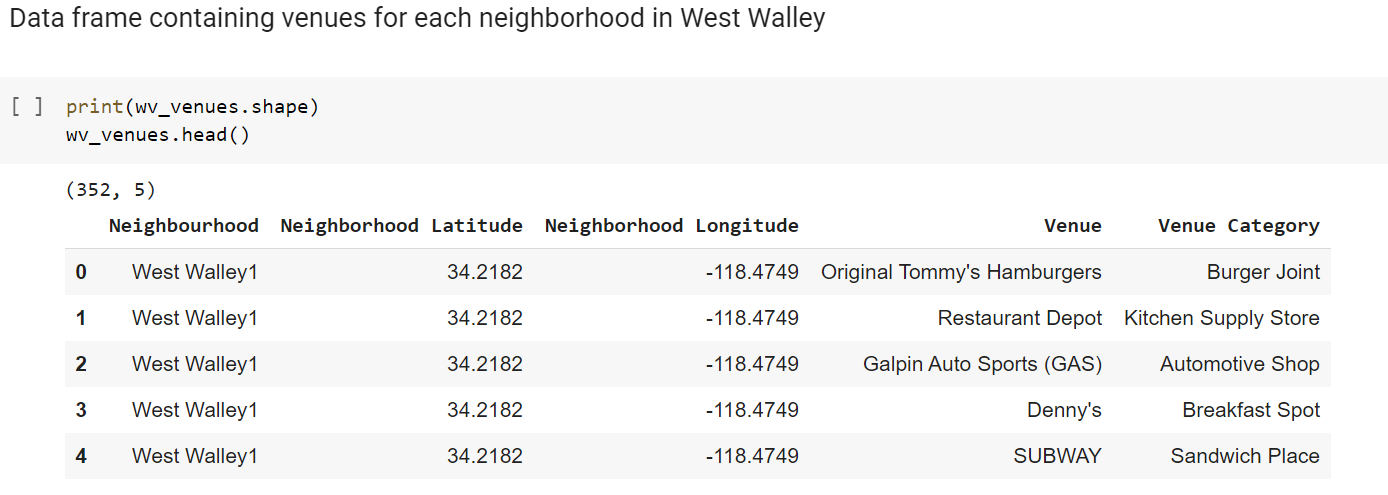 Data frame containing venues for each neighborhood in West Walley
[ ] print(wv_venues.shape)
wv_venues.head()
(352, 5)
Neighbourhood Neighborhood Latitude Neighborhood Longitude Venue Venue Category
0 West Walley1 34.2182 -118.4749 Original Tommy's Hamburgers Burger Joint
1 West Walley1 34.2182 -118.4749 Restaurant Depot Kitchen Supply Store
2 West Walley1 34.2182 -118.4749 Galpin Auto Sports (GAS) Automotive Shop
3 West Walley1 34.2182 -118.4749 Denny's Breakfast Spot
4 West Walley1 34.2182 -118.4749 SUBWAY Sandwich Place